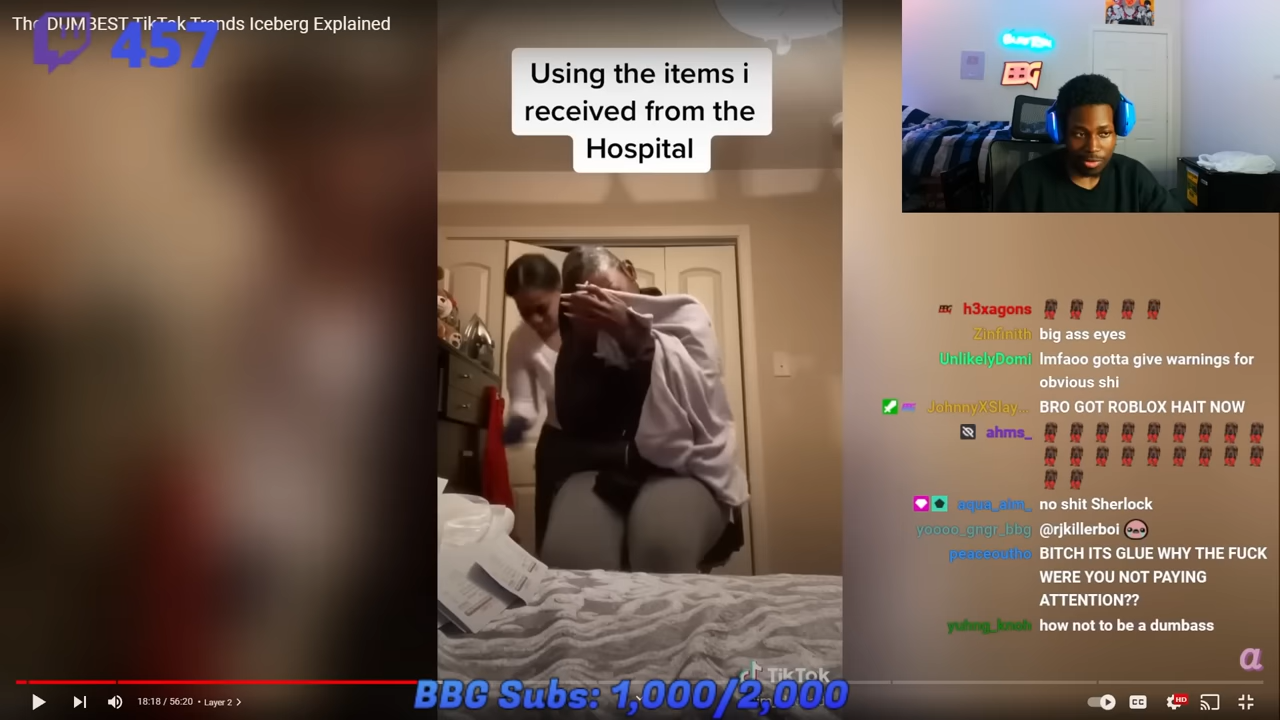 The DUMBEST TikTok Trends Iceberg Explained
457
Using the items i
received from the
Hospital
BBG
h3xagons
Zinfinith big ass eyes
UnlikelyDomi lmfaoo gotta give warnings for
obvious shi
JohnnyXSlay... BRO GOT ROBLOX HAIT NOW
ahms_
aqua_aim_ no shit Sherlock
yoooo_gngr_bbg @rjkillerboi
peaceoutho BITCH ITS GLUE WHY THE FUCK
WERE YOU NOT PAYING
ATTENTION??
how not to be a dumbass
a
TikTok
BBG Subs: 1,000/2,000
18:18 / 56:20 • Layer 2 >
CC
HD